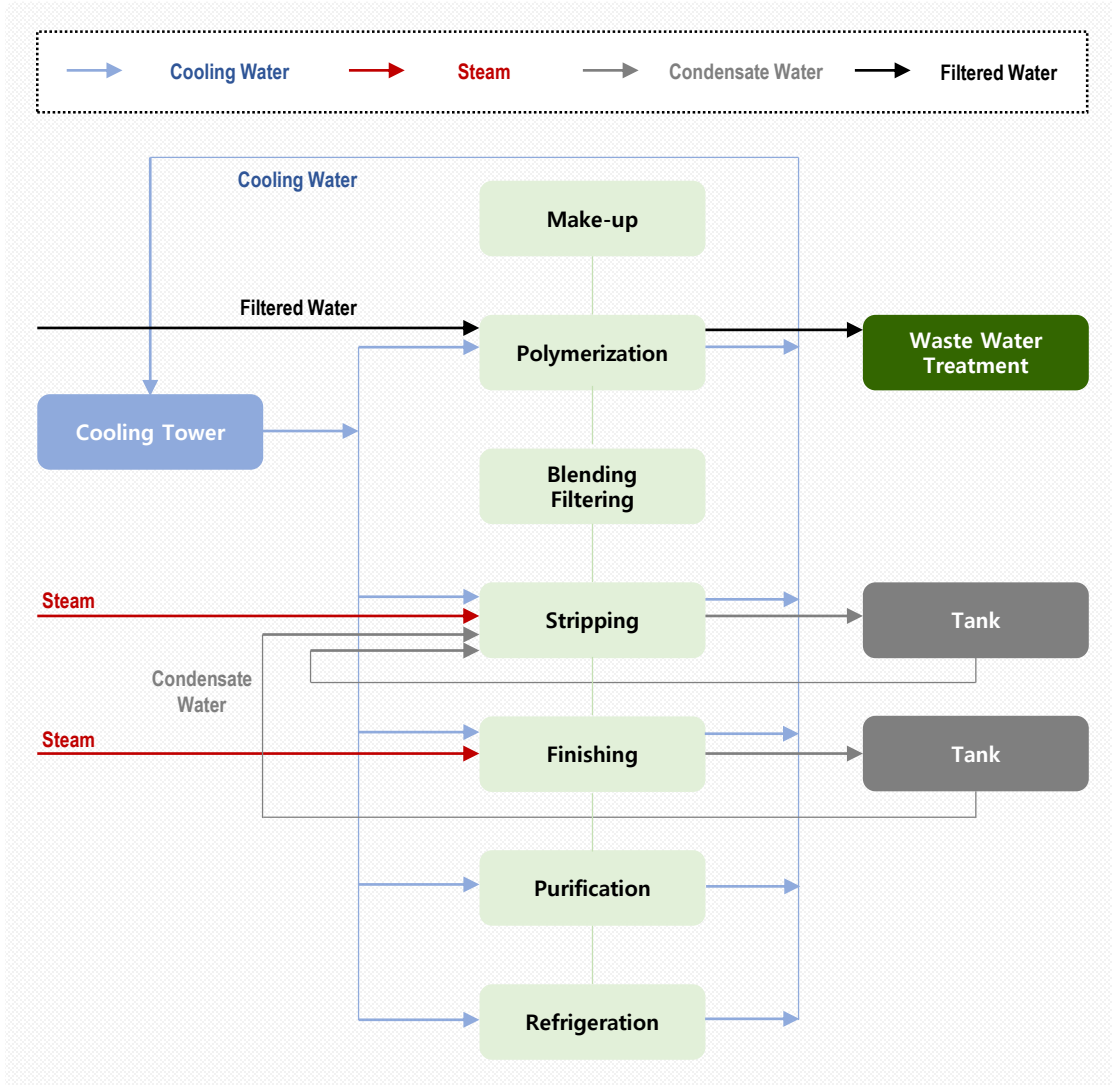 Cooling Water
Steam
Condensate Water
Filtered Water
Cooling Water
Make-up
Filtered Water
Polymerization
Waste Water
Treatment
Cooling Tower
Blending
Filtering
Steam
Stripping
Tank
Condensate
Water
Steam
Finishing
Tank
Purification
Refrigeration